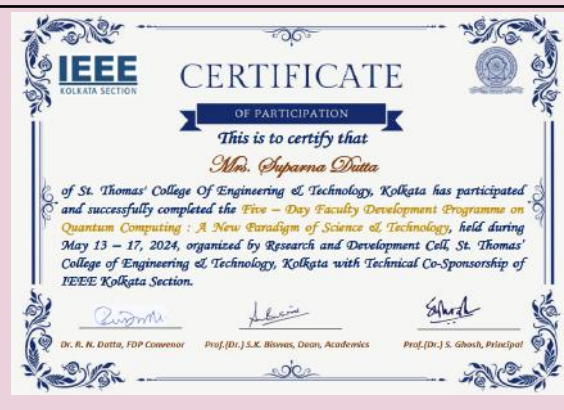 IEEE
KOLKATA SECTION
CERTIFICATE
OF PARTICIPATION
This is to certify that
Mrs. Suparna Dutta
of St. Thomas' College Of Engineering & Technology, Kolkata has participated
and successfully completed the Five – Day Faculty Development Programme on
Quantum Computing : A New Paradigm of Science & Technology, held during
May 13 – 17, 2024, organized by Research and Development Cell, St. Thomas'
College of Engineering & Technology, Kolkata with Technical Co-Sponsorship of
IEEE Kolkata Section.
Dr. R. N. Dutta, FDP Convenor Prof.(Dr.) S.K. Biswas, Dean, Academics Prof.(Dr.) S. Ghosh, Principal